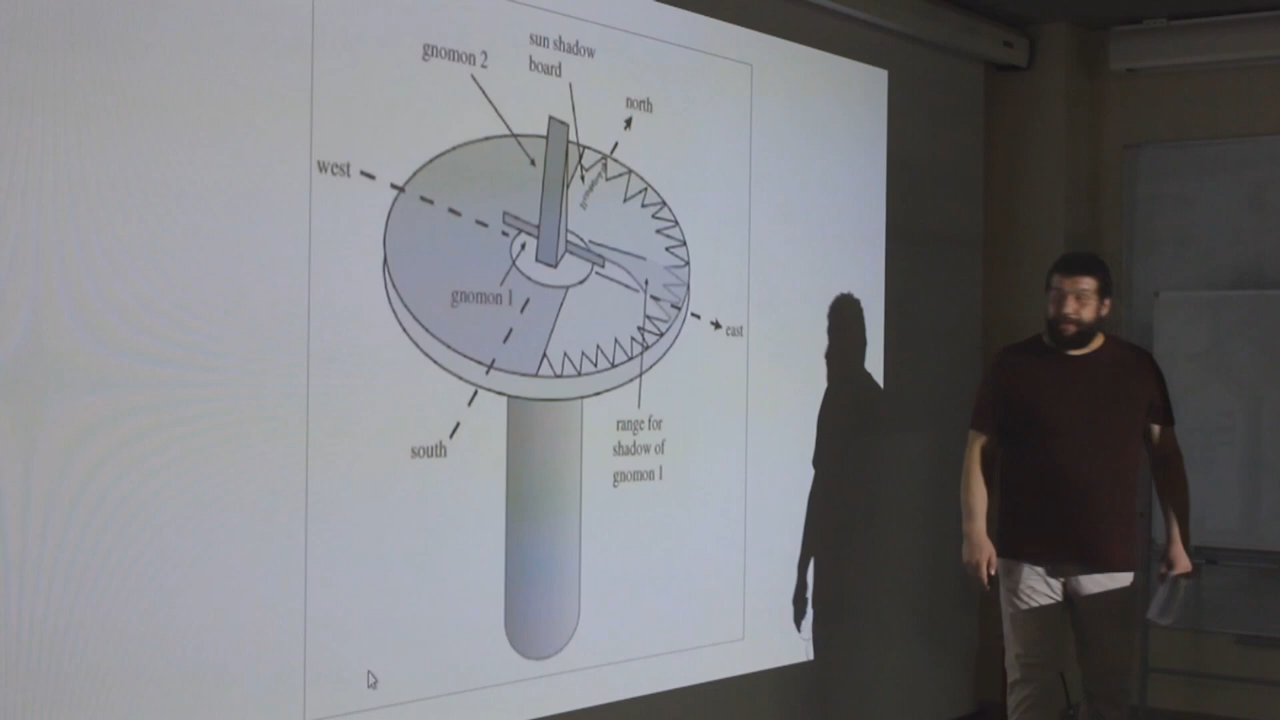 gnomon 2
sun shadow
board
north
west
gnomon 1
east
range for
shadow of
gnomon 1
south